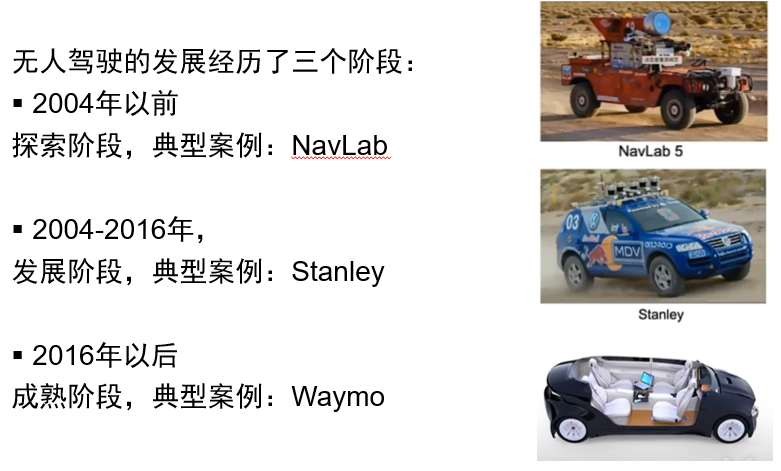 无人驾驶的发展经历了三个阶段：
▪ 2004年以前
探索阶段，典型案例：NavLab
▪ 2004-2016年，
发展阶段，典型案例：Stanley
▪ 2016年以后
成熟阶段，典型案例：Waymo
NavLab 5
03
MDV
Stanley